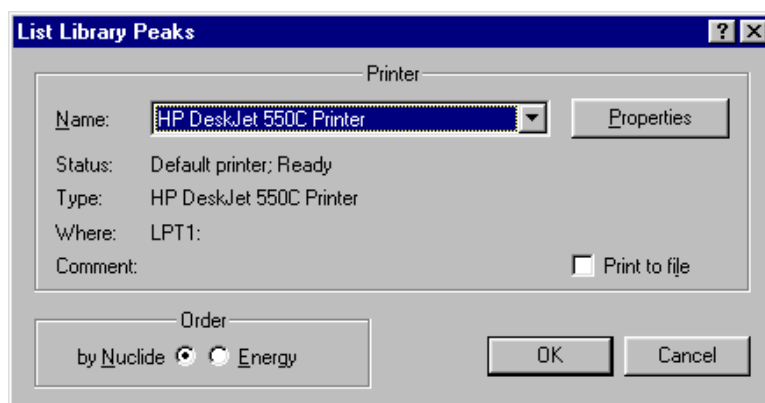 List Library Peaks
Printer
Name: HP DeskJet 550C Printer Properties
Status: Default printer; Ready
Type: HP DeskJet 550C Printer
Where: LPT1:
Comment: Print to file
Order
by Nuclide Energy OK Cancel